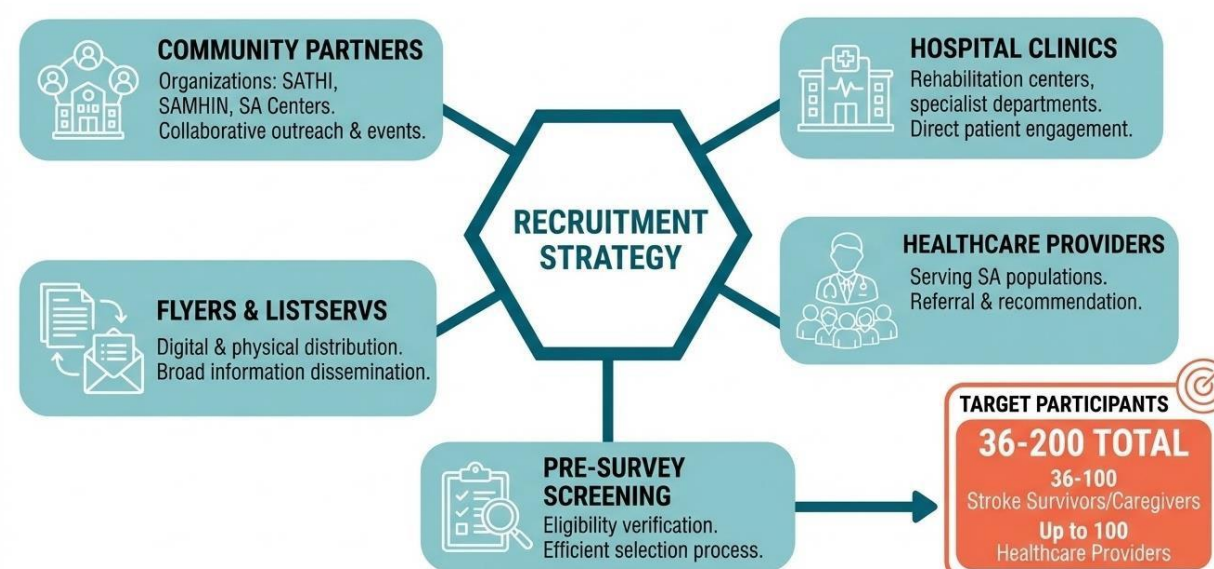 COMMUNITY PARTNERS
Organizations: SATHI,
SAMHIN, SA Centers.
Collaborative outreach & events.
HOSPITAL CLINICS
Rehabilitation centers,
specialist departments.
Direct patient engagement.
RECRUITMENT
STRATEGY
FLYERS & LISTSERVS
Digital & physical distribution.
Broad information dissemination.
HEALTHCARE PROVIDERS
Serving SA populations.
Referral & recommendation.
PRE-SURVEY
SCREENING
Eligibility verification.
Efficient selection process.
TARGET PARTICIPANTS
36-200 TOTAL
36-100
Stroke Survivors/Caregivers
Up to 100
Healthcare Providers